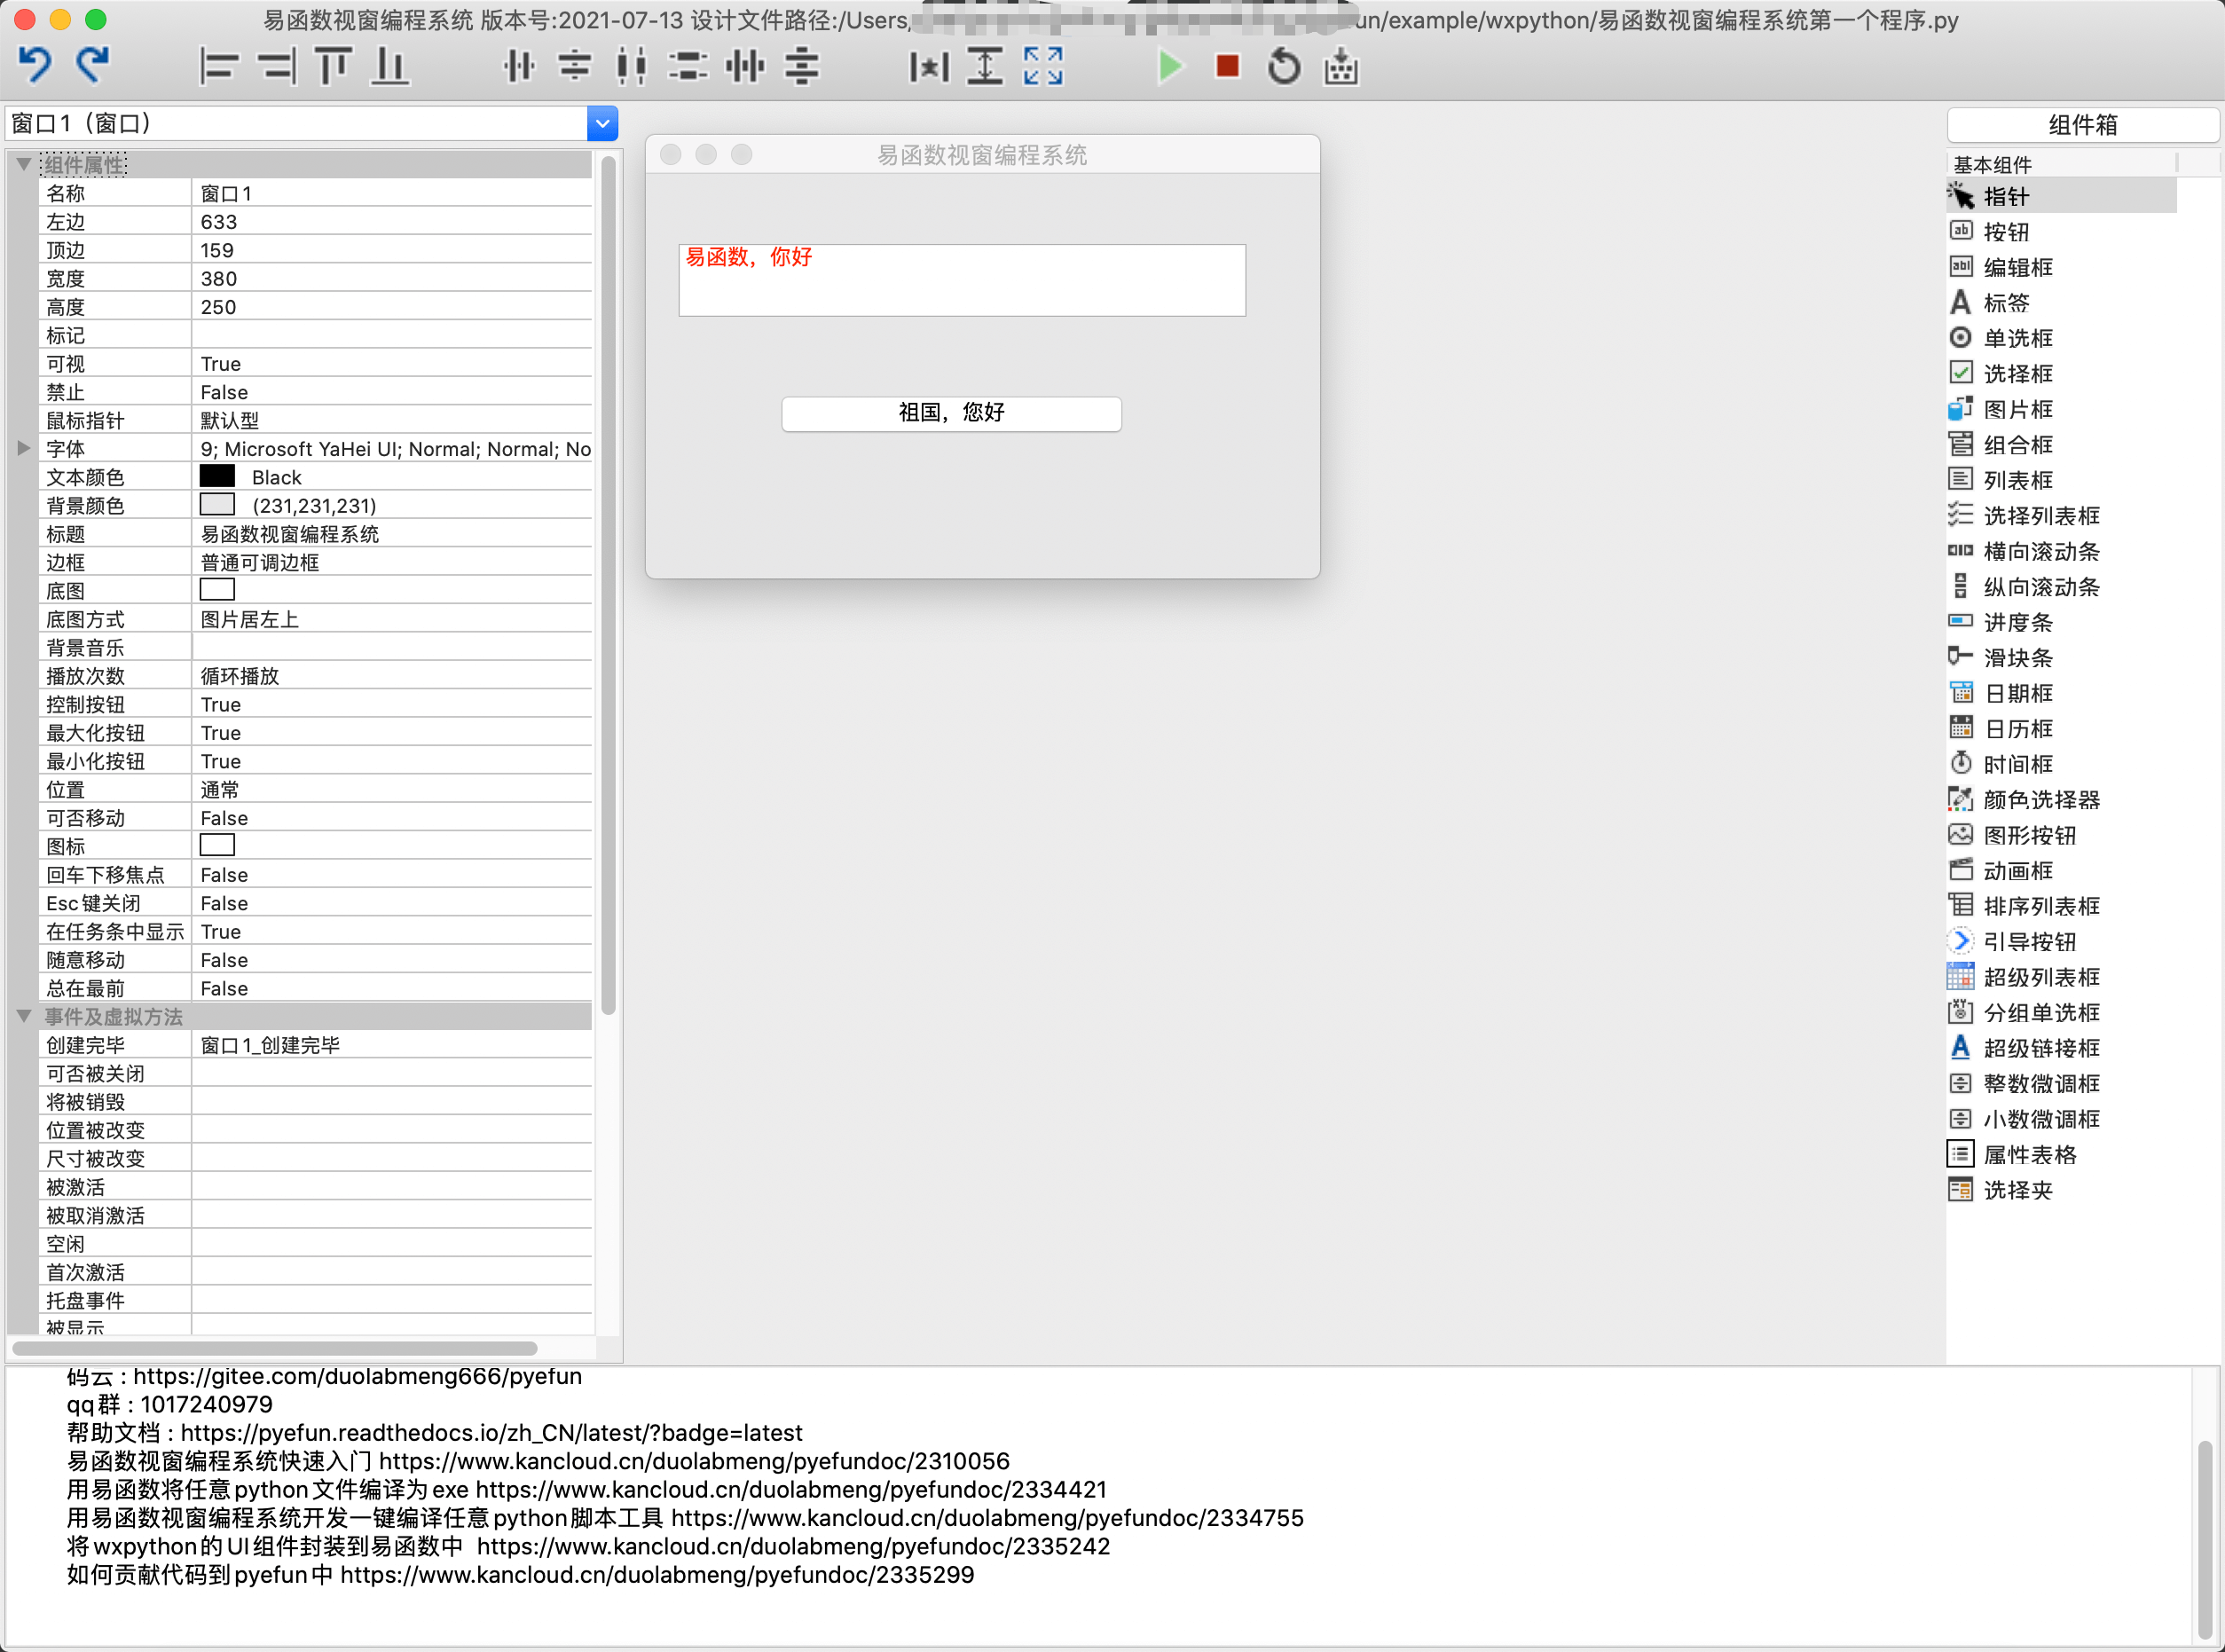 易函数视窗编程系统 版本号:2021-07-13 设计文件路径:/Users/
un/example/wxpython/易函数视窗编程系统第一个程序.py
窗口1（窗口）
组件属性
名称 窗口1
左边 633
顶边 159
宽度 380
高度 250
标记
可视 True
禁止 False
鼠标指针 默认型
字体 9; Microsoft YaHei UI; Normal; Normal; No
文本颜色 Black
背景颜色 (231,231,231)
标题 易函数视窗编程系统
边框 普通可调边框
底图
底图方式 图片居左上
背景音乐
播放次数 循环播放
控制按钮 True
最大化按钮 True
最小化按钮 True
位置 通常
可否移动 False
图标
回车下移焦点 False
Esc键关闭 False
在任务条中显示 True
随意移动 False
总在最前 False
事件及虚拟方法
创建完毕 窗口1_创建完毕
可否被关闭
将被销毁
位置被改变
尺寸被改变
被激活
被取消激活
空闲
首次激活
托盘事件
被显示
易函数视窗编程系统
易函数，你好
祖国，您好
组件箱
基本组件
指针
按钮
编辑框
标签
单选框
选择框
图片框
组合框
列表框
选择列表框
横向滚动条
纵向滚动条
进度条
滑块条
日期框
日历框
时间框
颜色选择器
图形按钮
动画框
排序列表框
引导按钮
超级列表框
分组单选框
超级链接框
整数微调框
小数微调框
属性表格
选择夹
码云 : https://gitee.com/duolabmeng666/pyefun
qq群 : 1017240979
帮助文档 : https://pyefun.readthedocs.io/zh_CN/latest/?badge=latest
易函数视窗编程系统快速入门 https://www.kancloud.cn/duolabmeng/pyefundoc/2310056
用易函数将任意python文件编译为exe https://www.kancloud.cn/duolabmeng/pyefundoc/2334421
用易函数视窗编程系统开发一键编译任意python脚本工具 https://www.kancloud.cn/duolabmeng/pyefundoc/2334755
将wxpython的UI组件封装到易函数中 https://www.kancloud.cn/duolabmeng/pyefundoc/2335242
如何贡献代码到pyefun中 https://www.kancloud.cn/duolabmeng/pyefundoc/2335299